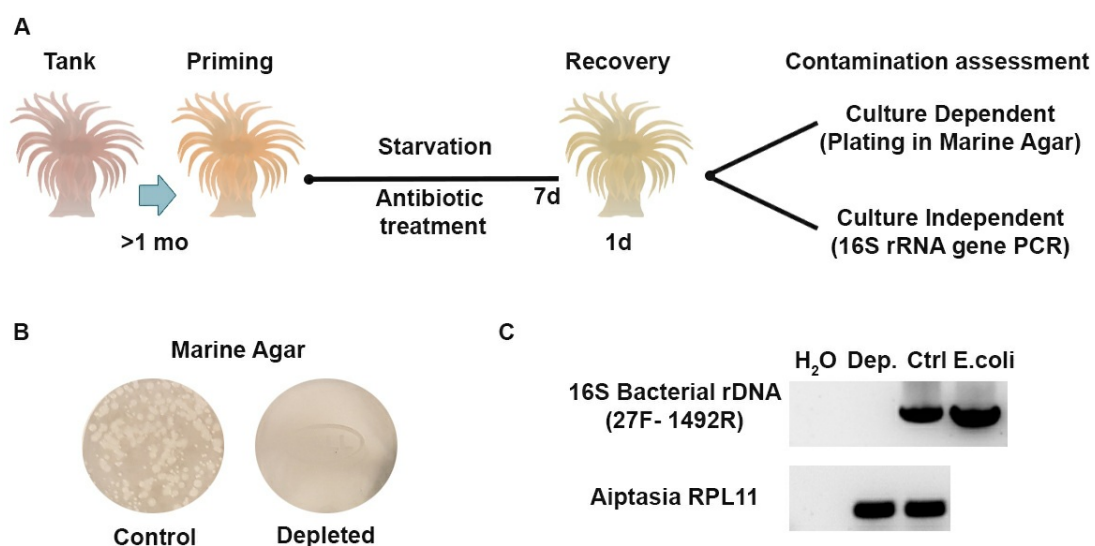 A
Tank
Priming
Recovery
Contamination assessment
>1 mo
Starvation
Antibiotic
treatment
7d
1d
Culture Dependent
(Plating in Marine Agar)
Culture Independent
(16S rRNA gene PCR)
B
Marine Agar
Control
Depleted
C
H₂O Dep. Ctrl E.coli
16S Bacterial rDNA
(27F- 1492R)
Aiptasia RPL11